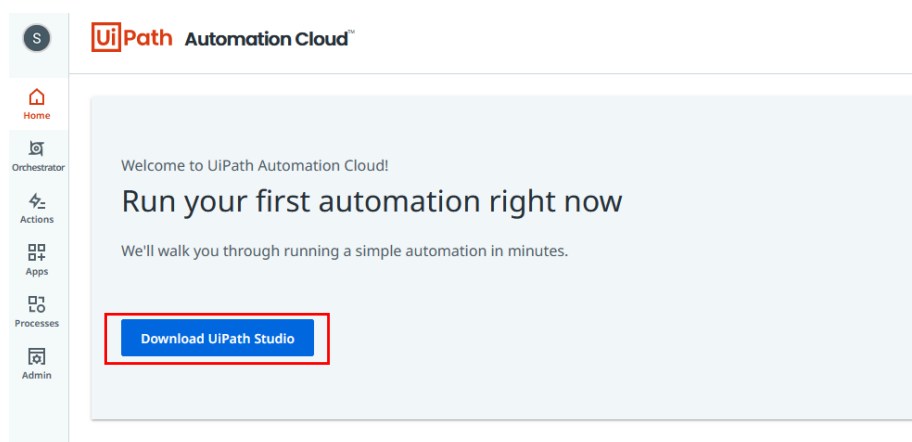 S
UiPath Automation Cloud™
Home
Orchestrator
Actions
Apps
Processes
Admin
Welcome to UiPath Automation Cloud!
Run your first automation right now
We'll walk you through running a simple automation in minutes.
Download UiPath Studio